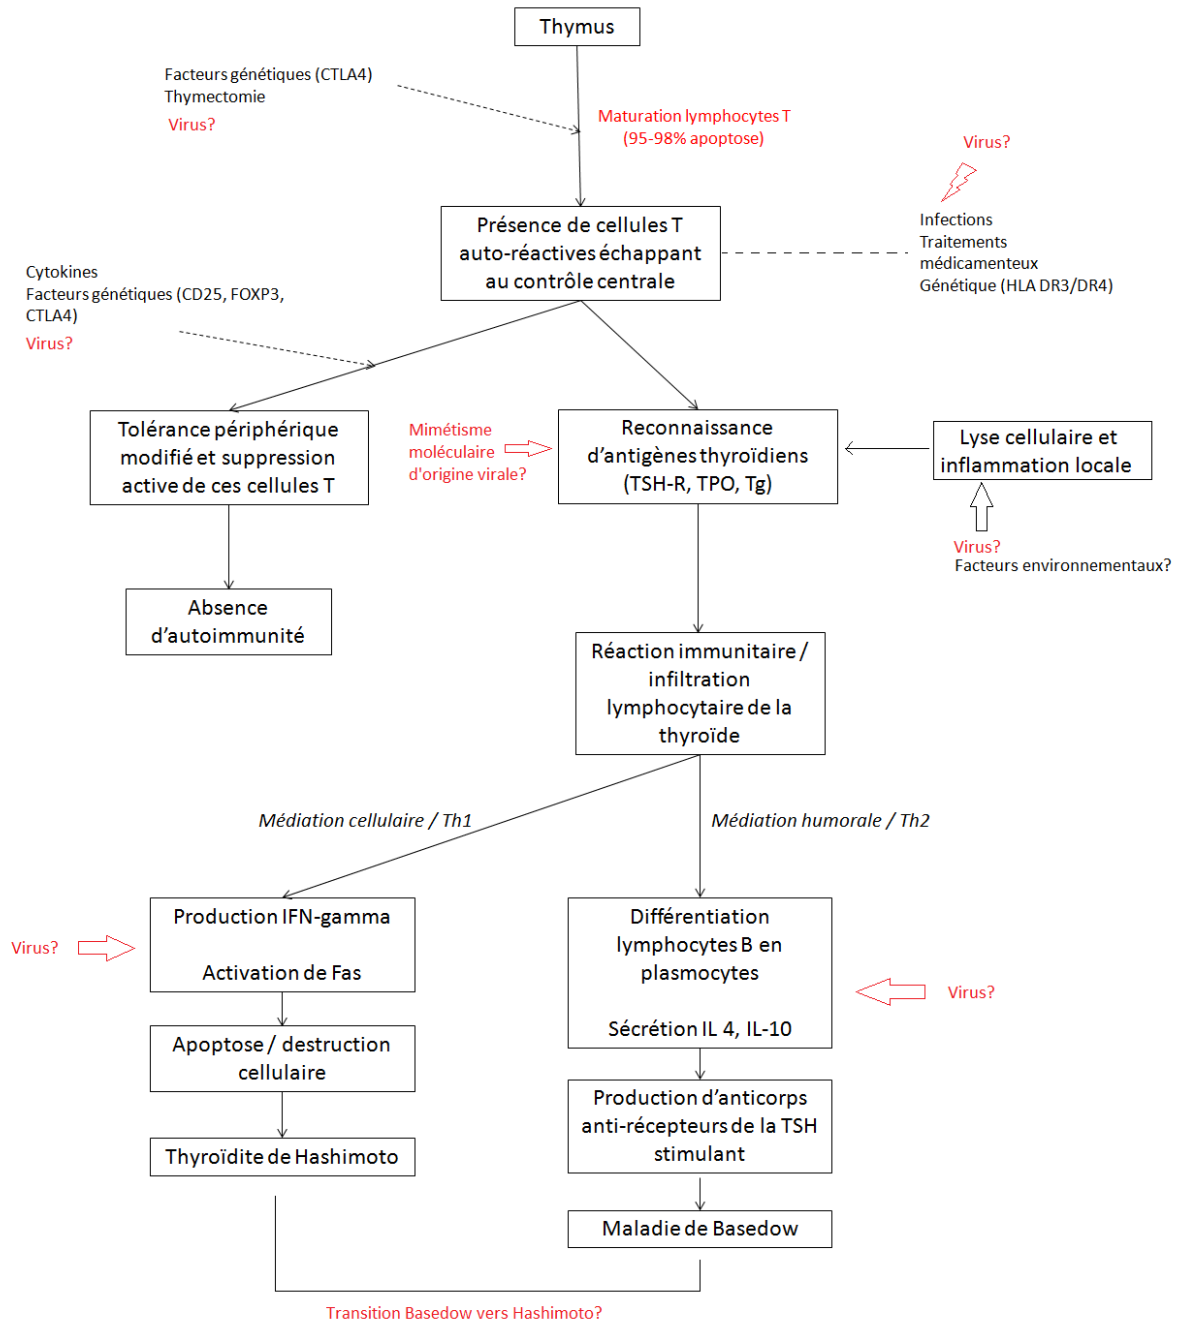 Thymus
Facteurs génétiques (CTLA4)
Thymectomie
Virus?
Maturation lymphocytes T
(95-98% apoptose)
Virus?
Présence de cellules T
auto-réactives échappant
au contrôle centrale
Infections
Traitements
médicamenteux
Génétique (HLA DR3/DR4)
Cytokines
Facteurs génétiques (CD25, FOXP3,
CTLA4)
Virus?
Tolérance périphérique
modifié et suppression
active de ces cellules T
Mimétisme
moléculaire
d'origine virale?
Reconnaissance
d’antigènes thyroïdiens
(TSH-R, TPO, Tg)
Lyse cellulaire et
inflammation locale
Virus?
Facteurs environnementaux?
Absence
d’autoimmunité
Réaction immunitaire /
infiltration
lymphocytaire de la
thyroïde
Médiation cellulaire / Th1
Médiation humorale / Th2
Virus?
Production IFN-gamma
Activation de Fas
Différentiation
lymphocytes B en
plasmocytes
Sécrétion IL 4, IL-10
Virus?
Apoptose / destruction
cellulaire
Production d’anticorps
anti-récepteurs de la TSH
stimulant
Thyroïdite de Hashimoto
Maladie de Basedow
Transition Basedow vers Hashimoto?